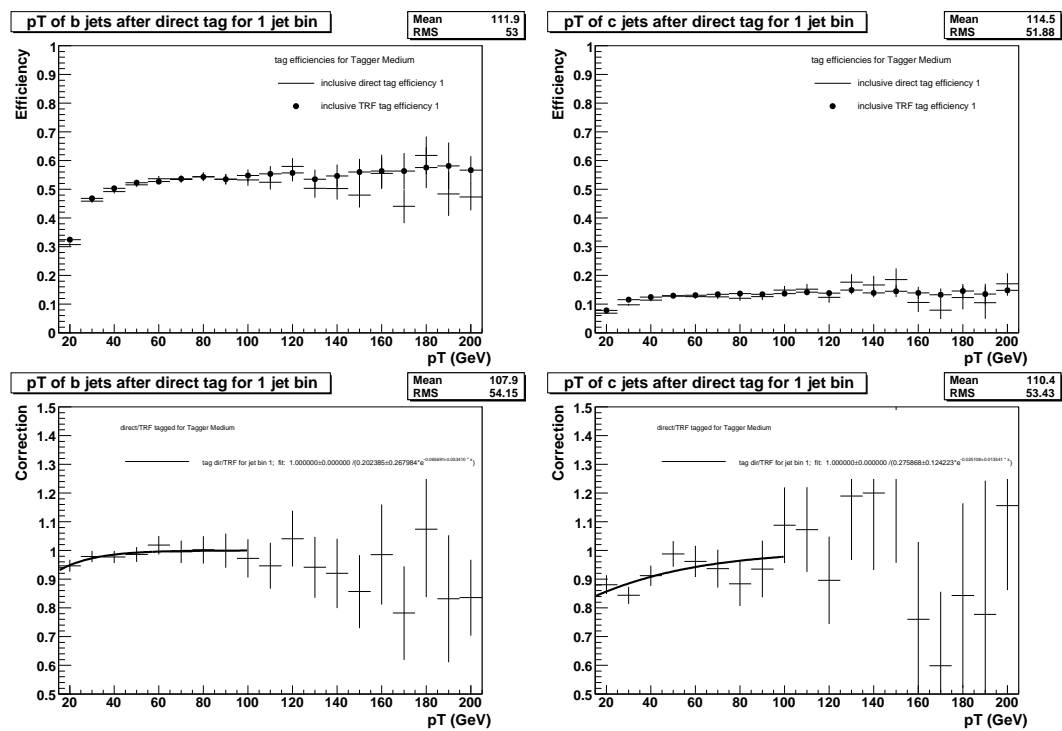 pT of b jets after direct tag for 1 jet bin
Mean 111.9
RMS 53
Efficiency
1
0.9
0.8
0.7
0.6
0.5
0.4
0.3
0.2
0.1
0
tag efficiencies for Tagger Medium
inclusive direct tag efficiency 1
inclusive TRF tag efficiency 1
20 40 60 80 100 120 140 160 180 200
pT (GeV)
pT of c jets after direct tag for 1 jet bin
Mean 114.5
RMS 51.88
Efficiency
1
0.9
0.8
0.7
0.6
0.5
0.4
0.3
0.2
0.1
0
tag efficiencies for Tagger Medium
inclusive direct tag efficiency 1
inclusive TRF tag efficiency 1
20 40 60 80 100 120 140 160 180 200
pT (GeV)
pT of b jets after direct tag for 1 jet bin
Mean 107.9
RMS 54.15
Correction
1.5
1.4
1.3
1.2
1.1
1
0.9
0.8
0.7
0.6
0.5
direct/TRF tagged for Tagger Medium
tag dir/TRF for jet bin 1; fit: 1.000000±0.000000 /(0.202385±0.267984*e
20 40 60 80 100 120 140 160 180 200
pT (GeV)
pT of c jets after direct tag for 1 jet bin
Mean 110.4
RMS 53.43
Correction
1.5
1.4
1.3
1.2
1.1
1
0.9
0.8
0.7
0.6
0.5
direct/TRF tagged for Tagger Medium
tag dir/TRF for jet bin 1; fit: 1.000000±0.000000 /(0.275868±0.124223*e
20 40 60 80 100 120 140 160 180 200
pT (GeV)